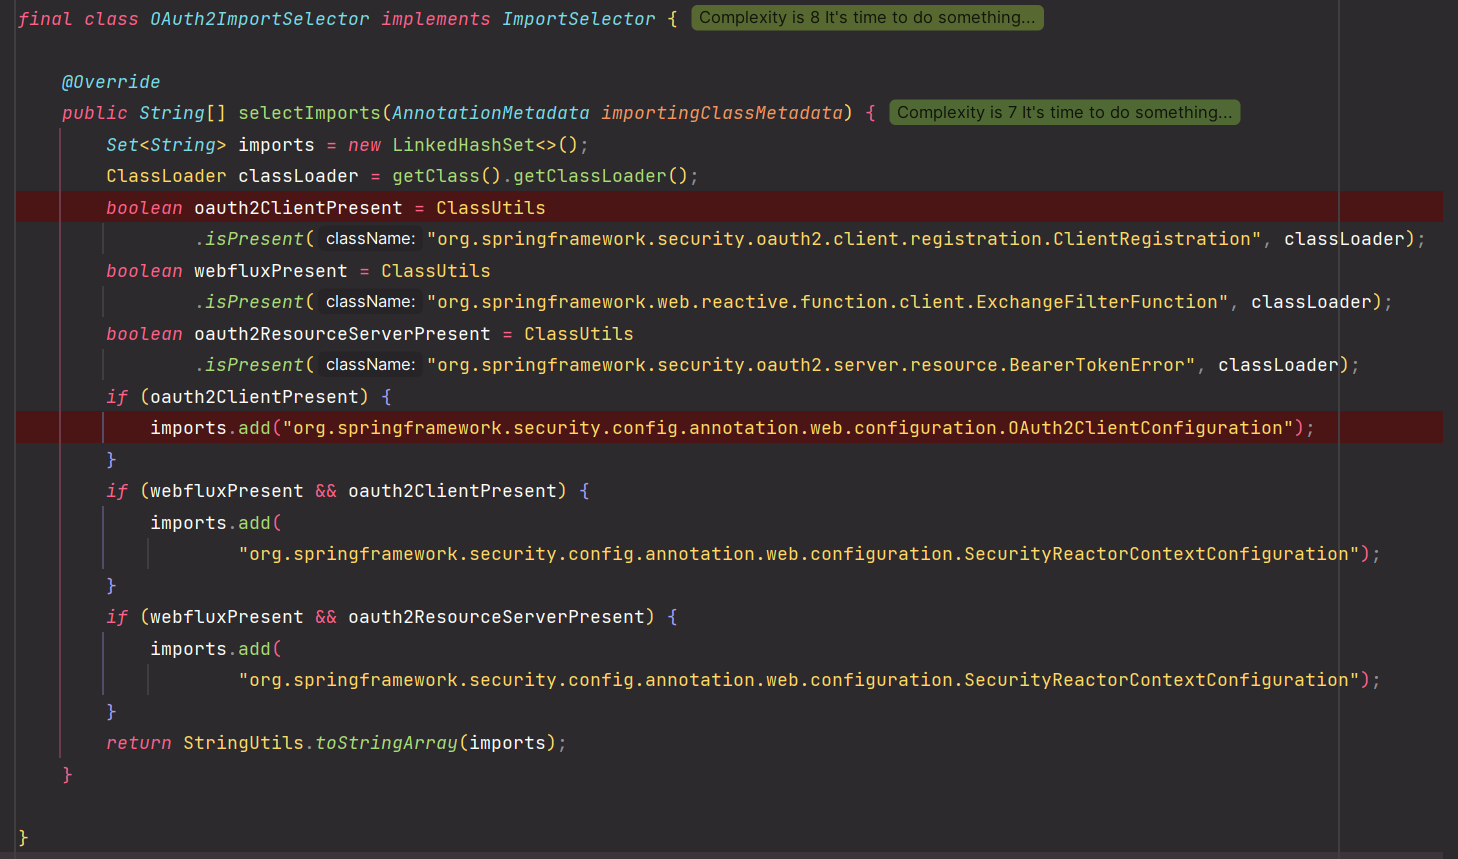 final class OAuth2ImportSelector implements ImportSelector { Complexity is 8 It's time to do something...
@Override
public String[] selectImports(AnnotationMetadata importingClassMetadata) { Complexity is 7 It's time to do something...
Set<String> imports = new LinkedHashSet<>();
ClassLoader classLoader = getClass().getClassLoader();
boolean oauth2ClientPresent = ClassUtils
.isPresent( className: "org.springframework.security.oauth2.client.registration.ClientRegistration", classLoader);
boolean webfluxPresent = ClassUtils
.isPresent( className: "org.springframework.web.reactive.function.client.ExchangeFilterFunction", classLoader);
boolean oauth2ResourceServerPresent = ClassUtils
.isPresent( className: "org.springframework.security.oauth2.server.resource.BearerTokenError", classLoader);
if (oauth2ClientPresent) {
imports.add("org.springframework.security.config.annotation.web.configuration.OAuth2ClientConfiguration");
}
if (webfluxPresent && oauth2ClientPresent) {
imports.add(
"org.springframework.security.config.annotation.web.configuration.SecurityReactorContextConfiguration");
}
if (webfluxPresent && oauth2ResourceServerPresent) {
imports.add(
"org.springframework.security.config.annotation.web.configuration.SecurityReactorContextConfiguration");
}
return StringUtils.toStringArray(imports);
}
}